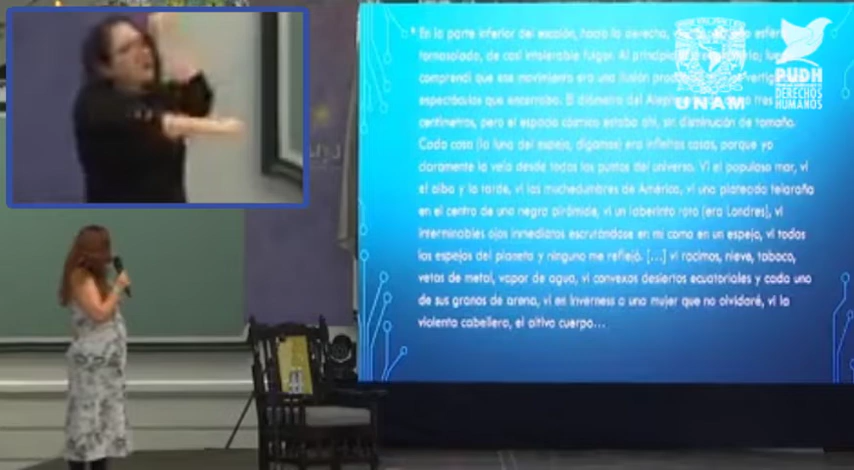 • En la parte inferior del escalón, hacia la derecha,
tornasolada, de casi intolerable fulgor. Al principio
comprendí que ese movimiento era una ilusión
espectáculos que encerraba. El diámetro del
centímetros, pero el espacio cósmico estaba ahí, sin disminución de tamaño.
Cada cosa (la luna del espejo, digamos) era infinitas cosas, porque yo
claramente la veía desde todos los puntos del universo. Vi el populoso mar, vi
el alba y la tarde, vi las muchedumbres de América, vi una plateada telaraña
en el centro de una negra pirámide, vi un laberinto roto (era Londres), vi
interminables ojos inmediatos escrutándose en mí como en un espejo, vi todos
los espejos del planeta y ninguno me reflejó. [...] vi racimos, nieve, tabaco,
vetas de metal, vapor de agua, vi convexos desiertos ecuatoriales y cada uno
de sus granos de arena, vi en Inverness a una mujer que no olvidaré, vi la
violenta cabellera, el altivo cuerpo...
UNAM
PUDH
DERECHOS
HUMANOS